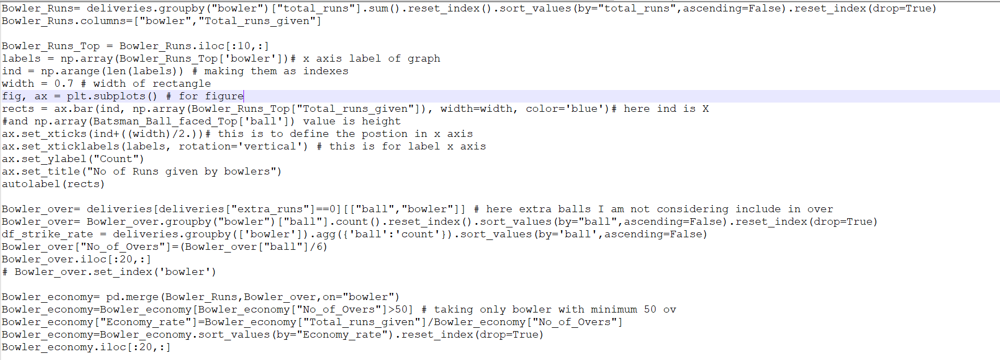 Bowler_Runs= deliveries.groupby("bowler")["total_runs"].sum().reset_index().sort_values(by="total_runs",ascending=False).reset_index(drop=True)
Bowler_Runs.columns=["bowler","Total_runs_given"]

Bowler_Runs_Top = Bowler_Runs.iloc[:10,:]
labels = np.array(Bowler_Runs_Top['bowler'])# x axis label of graph
ind = np.arange(len(labels)) # making them as indexes
width = 0.7 # width of rectangle
fig, ax = plt.subplots() # for figure
rects = ax.bar(ind, np.array(Bowler_Runs_Top["Total_runs_given"]), width=width, color='blue')# here ind is X
#and np.array(Batsman_Ball_faced_Top['ball']) value is height
ax.set_xticks(ind+((width)/2.))# this is to define the postion in x axis
ax.set_xticklabels(labels, rotation='vertical') # this is for label x axis
ax.set_ylabel("Count")
ax.set_title("No of Runs given by bowlers")
autolabel(rects)

Bowler_over= deliveries[deliveries["extra_runs"]==0][["ball","bowler"]] # here extra balls I am not considering include in over
Bowler_over= Bowler_over.groupby("bowler")["ball"].count().reset_index().sort_values(by="ball",ascending=False).reset_index(drop=True)
df_strike_rate = deliveries.groupby(['bowler']).agg({'ball':'count'}).sort_values(by='ball',ascending=False)
Bowler_over["No_of_Overs"]=(Bowler_over["ball"]/6)
Bowler_over.iloc[:20,:]
# Bowler_over.set_index('bowler')

Bowler_economy= pd.merge(Bowler_Runs,Bowler_over,on="bowler")
Bowler_economy=Bowler_economy[Bowler_economy["No_of_Overs"]>50] # taking only bowler with minimum 50 ov
Bowler_economy["Economy_rate"]=Bowler_economy["Total_runs_given"]/Bowler_economy["No_of_Overs"]
Bowler_economy=Bowler_economy.sort_values(by="Economy_rate").reset_index(drop=True)
Bowler_economy.iloc[:20,:]